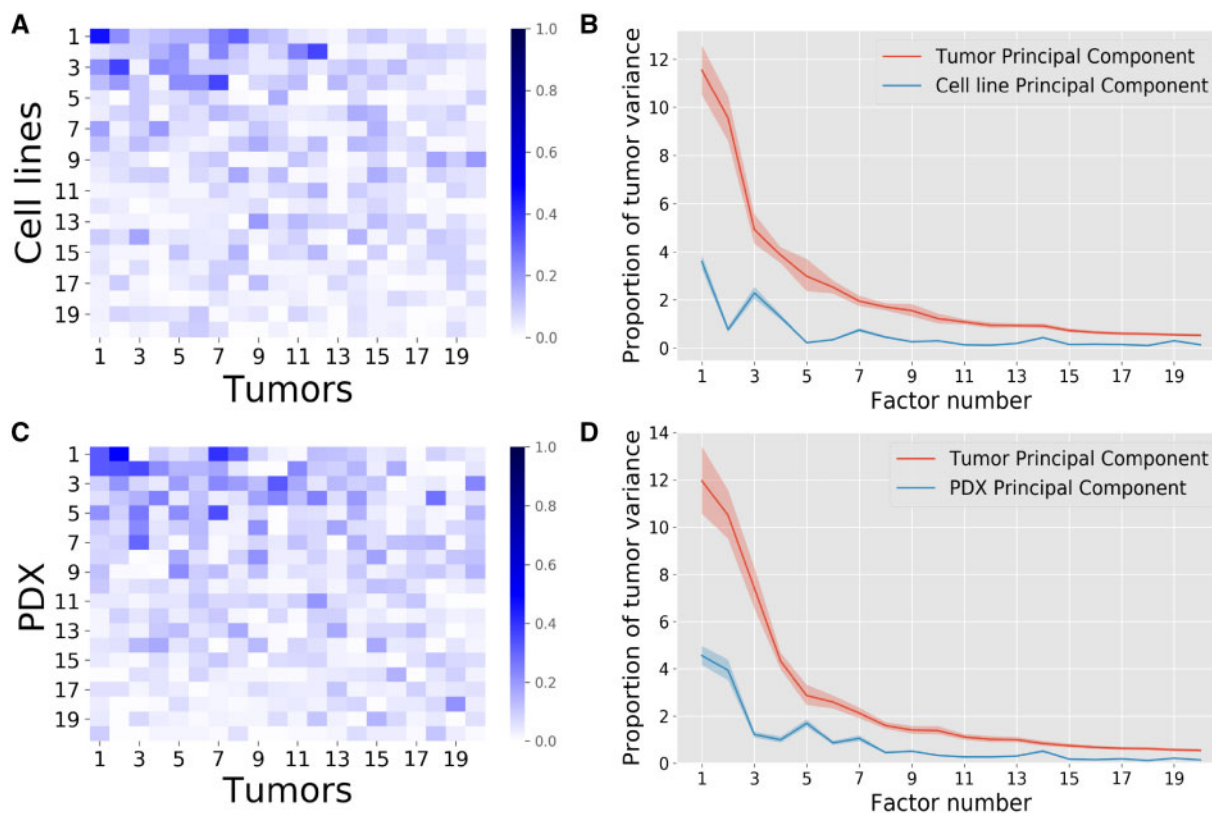 A
1
3
5
7
9
11
13
15
17
19
Cell lines
1 3 5 7 9 11 13 15 17 19
Tumors
1.0
0.8
0.6
0.4
0.2
0.0
B
Tumor Principal Component
Cell line Principal Component
Proportion of tumor variance
12
10
8
6
4
2
0
1 3 5 7 9 11 13 15 17 19
Factor number
C
1
3
5
7
9
11
13
15
17
19
PDX
1 3 5 7 9 11 13 15 17 19
Tumors
1.0
0.8
0.6
0.4
0.2
0.0
D
Tumor Principal Component
PDX Principal Component
Proportion of tumor variance
14
12
10
8
6
4
2
0
1 3 5 7 9 11 13 15 17 19
Factor number